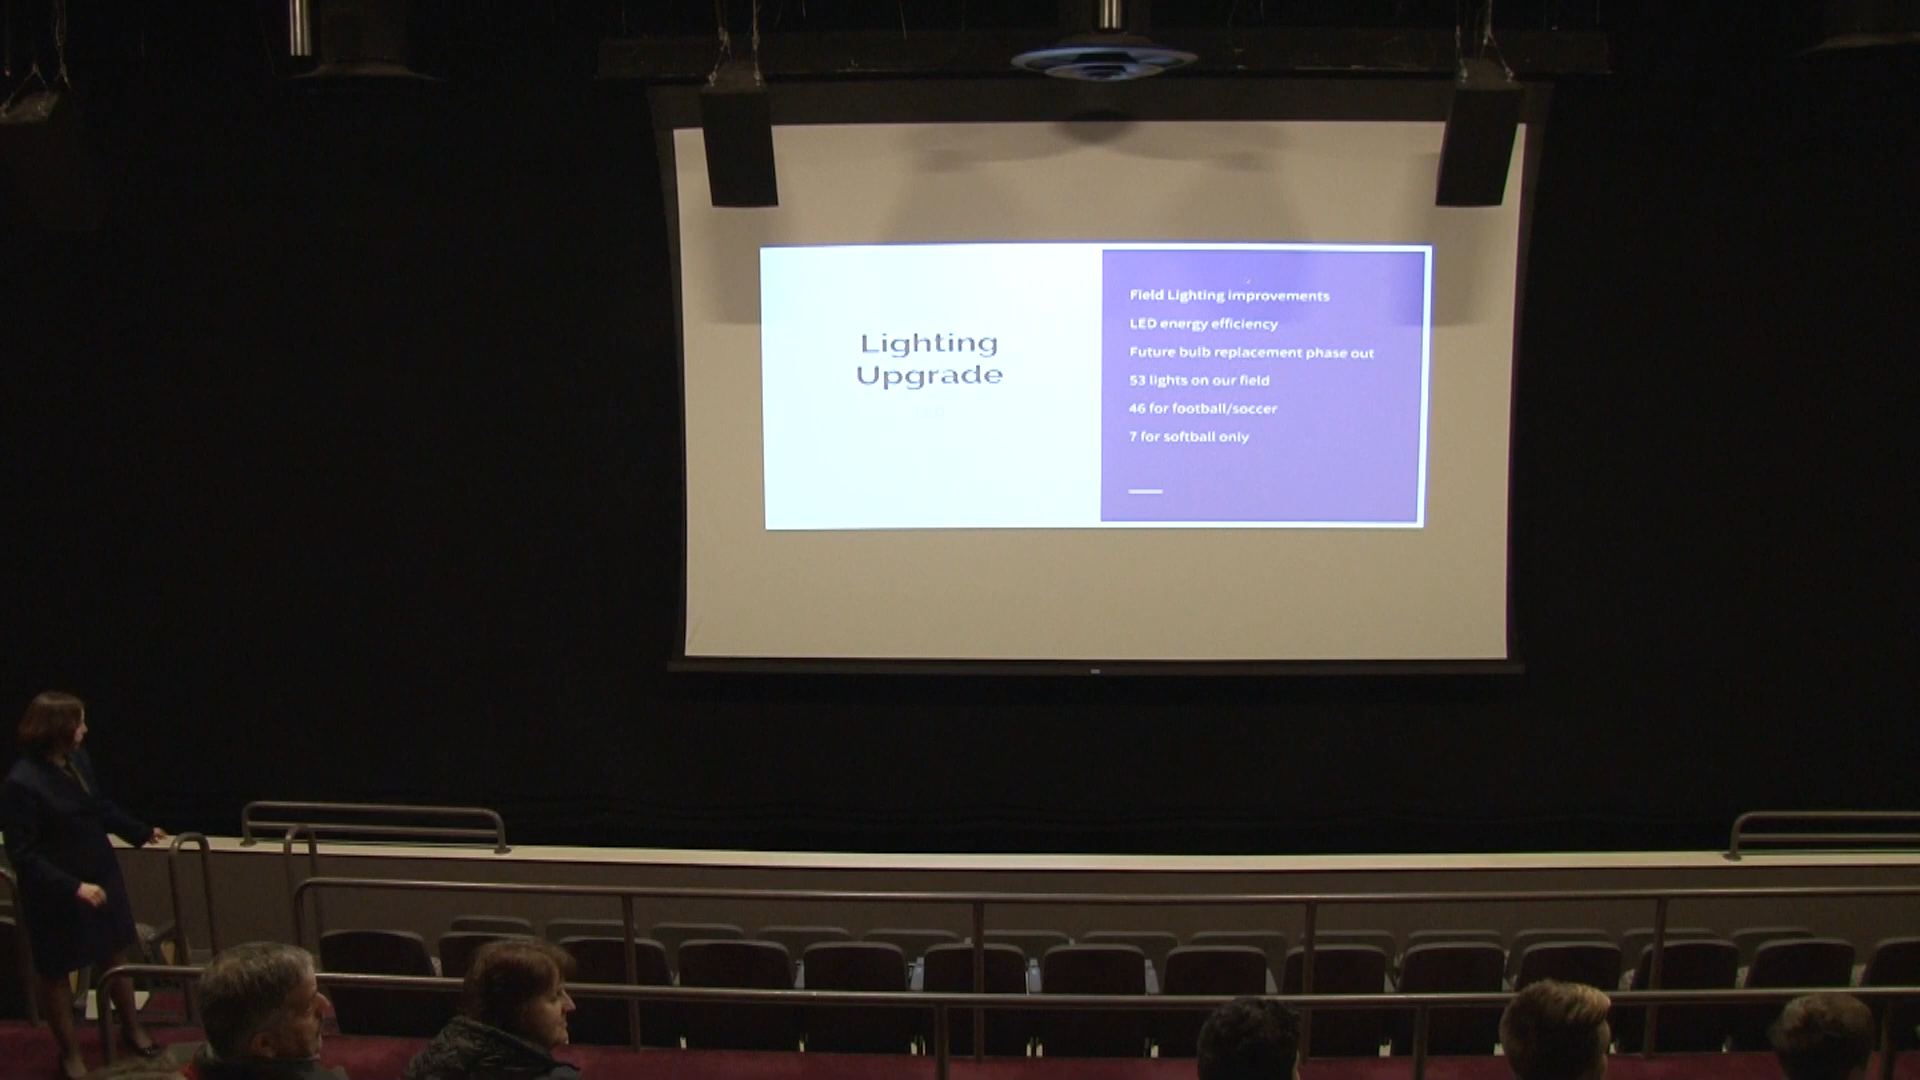 Lighting
Upgrade
Field Lighting improvements
LED energy efficiency
Future bulb replacement phase out
53 lights on our field
46 for football/soccer
7 for softball only